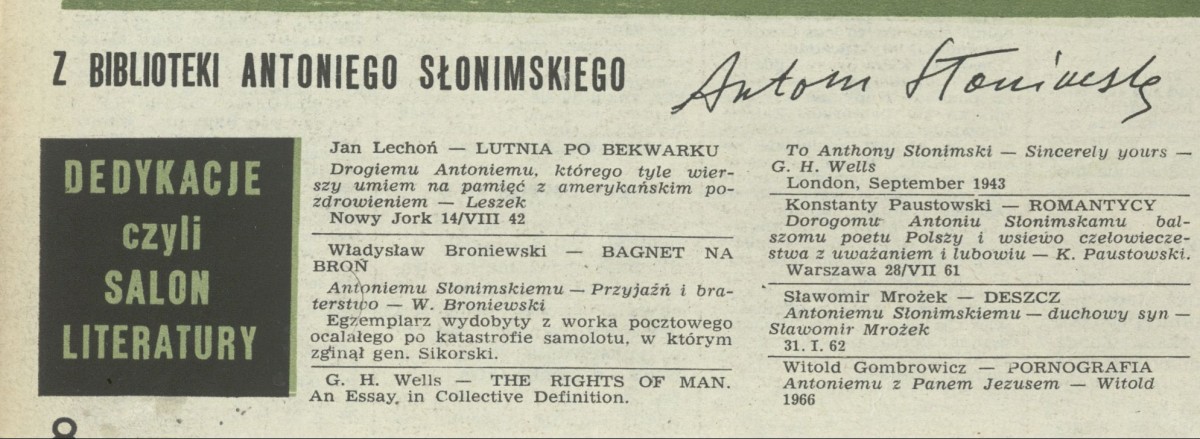 Z BIBLIOTEKI ANTONIEGO SŁONIMSKIEGO
Antoni Słonimski
DEDYKACJE
czyli
SALON
LITERATURY
Jan Lechoń — LUTNIA PO BEKWARKU
Drogiemu Antoniemu, którego tyle wier-
szy umiem na pamięć z amerykańskim po-
zdrowieniem — Leszek
Nowy Jork 14/VIII 42
Władysław Broniewski — BAGNET NA
BROŃ
Antoniemu Słonimskiemu — Przyjaźń i bra-
terstwo — W. Broniewski
Egzemplarz wydobyty z worka pocztowego
ocalałego po katastrofie samolotu, w którym
zginął gen. Sikorski.
G. H. Wells — THE RIGHTS OF MAN.
An Essay in Collective Definition.
To Anthony Słonimski — Sincerely yours —
G. H. Wells
London, September 1943
Konstanty Paustowski — ROMANTYCY
Dorogomu Antoniu Słonimskamu bal-
szomu poetu Polszy i wsiewo czełowiecze-
stwa z uważaniem i lubowiu — K. Paustowski.
Warszawa 28/VII 61
Sławomir Mrożek — DESZCZ
Antoniemu Słonimskiemu — duchowy syn —
Sławomir Mrożek
31. I. 62
Witold Gombrowicz — PORNOGRAFIA
Antoniemu z Panem Jezusem — Witold
1966
8